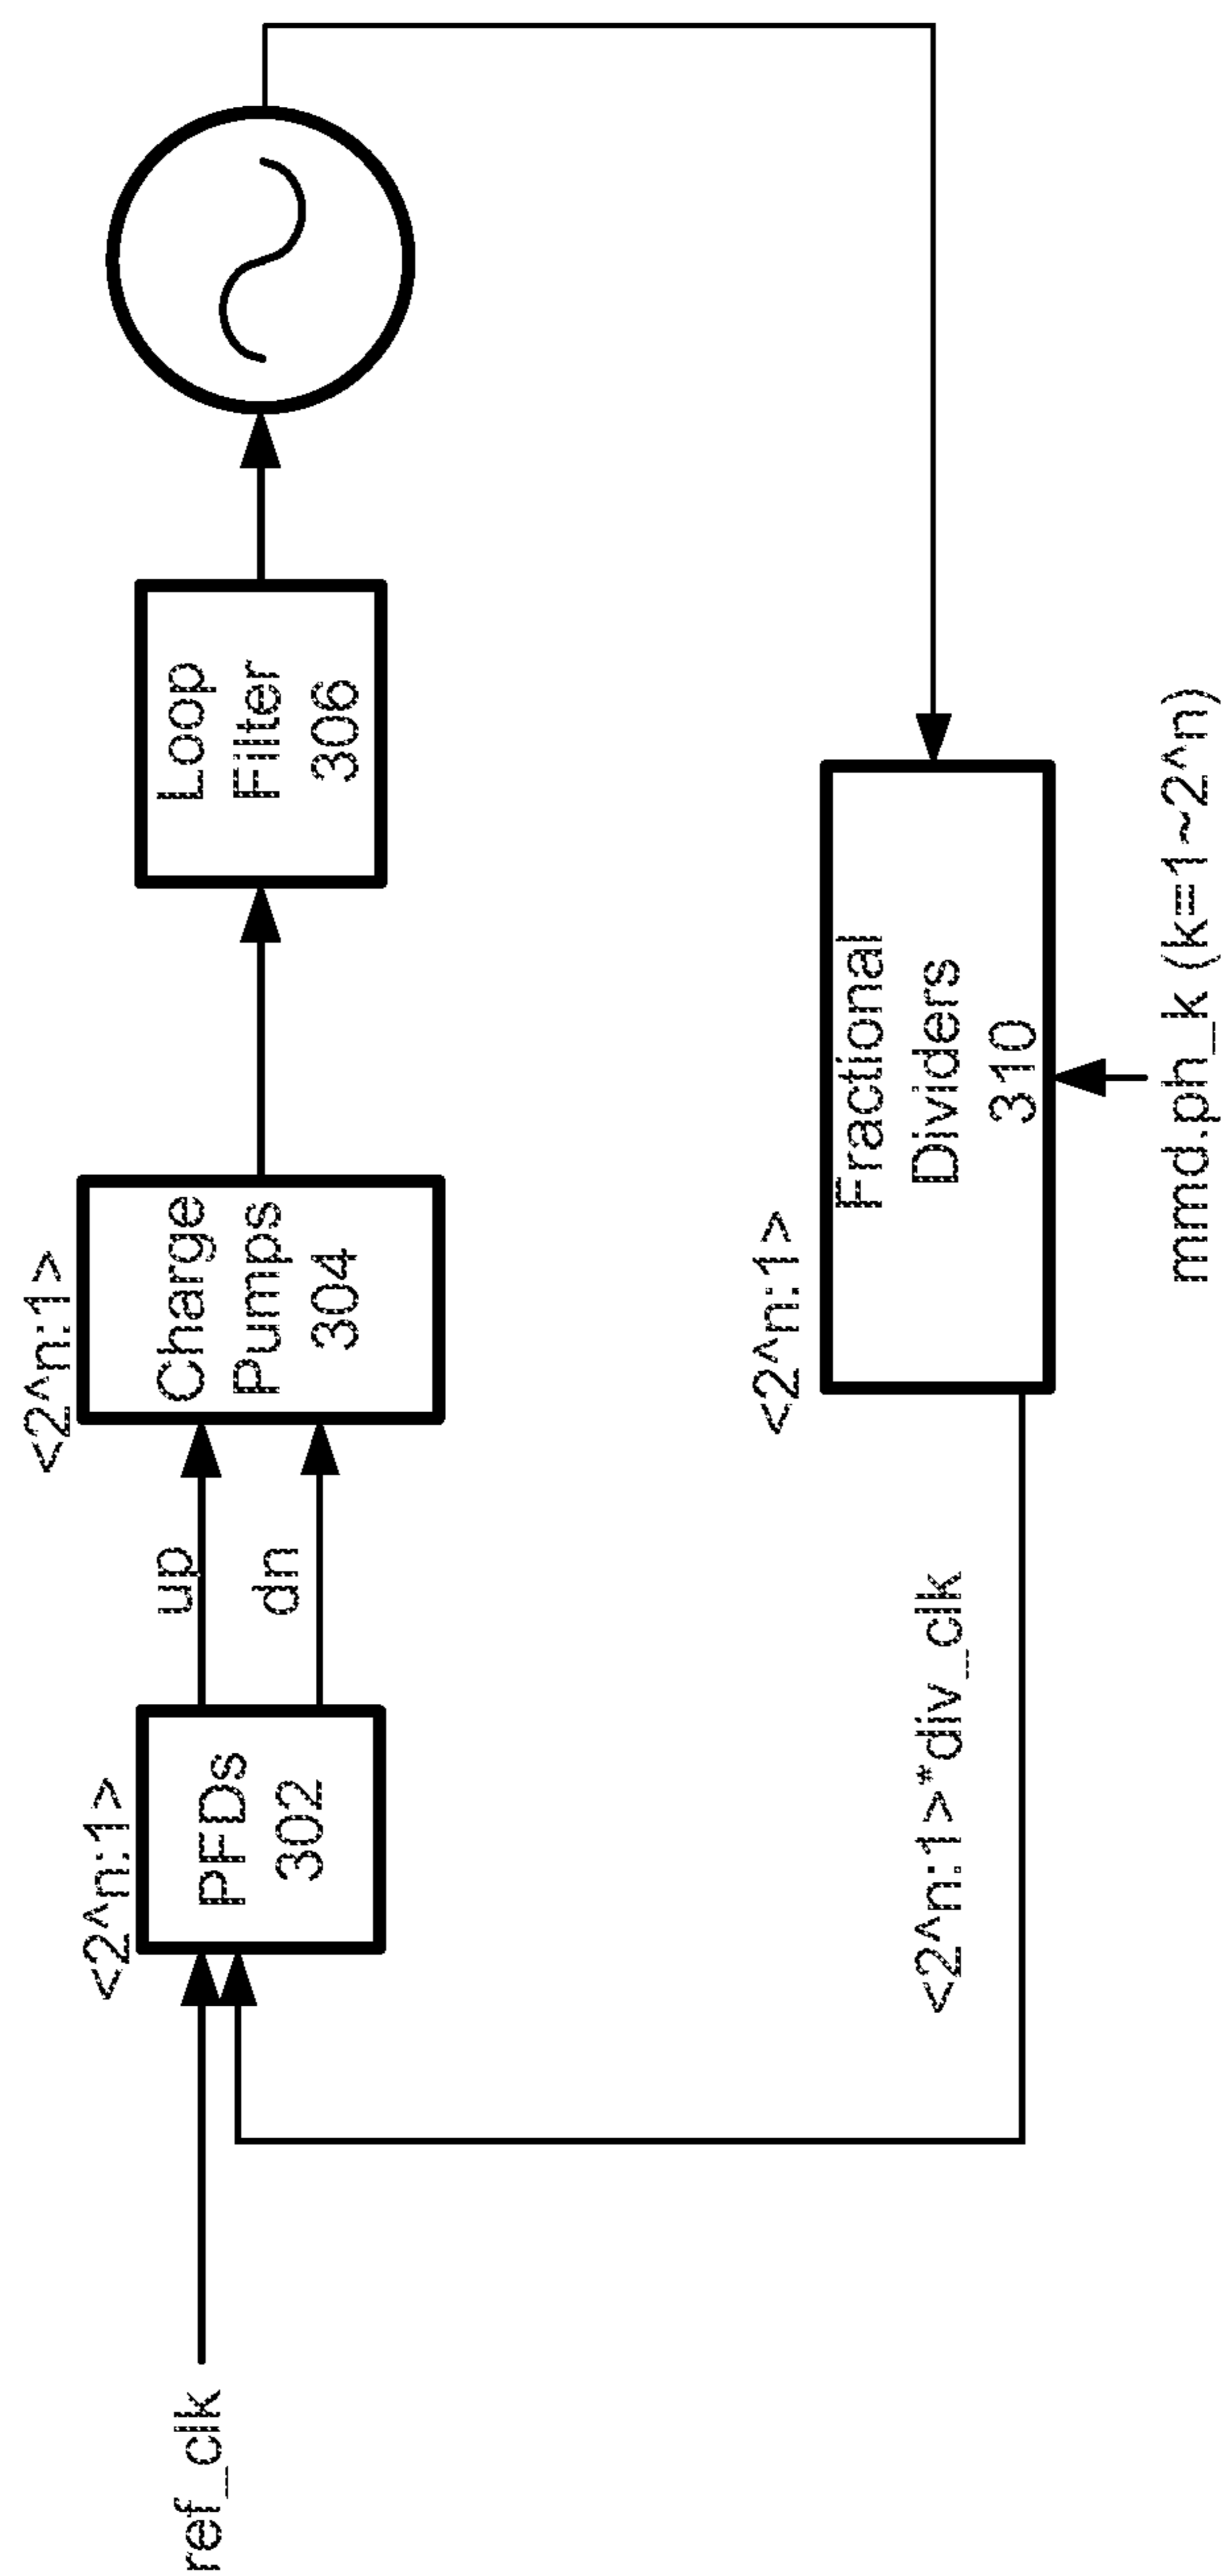 ref_clk
<2^n:1>
PFDs
302
up
dn
<2^n:1>
Charge
Pumps
304
Loop
Filter
306
<2^n:1>*div_clk
<2^n:1>
Fractional
Dividers
310
mmd.ph_k (k=1~2^n)